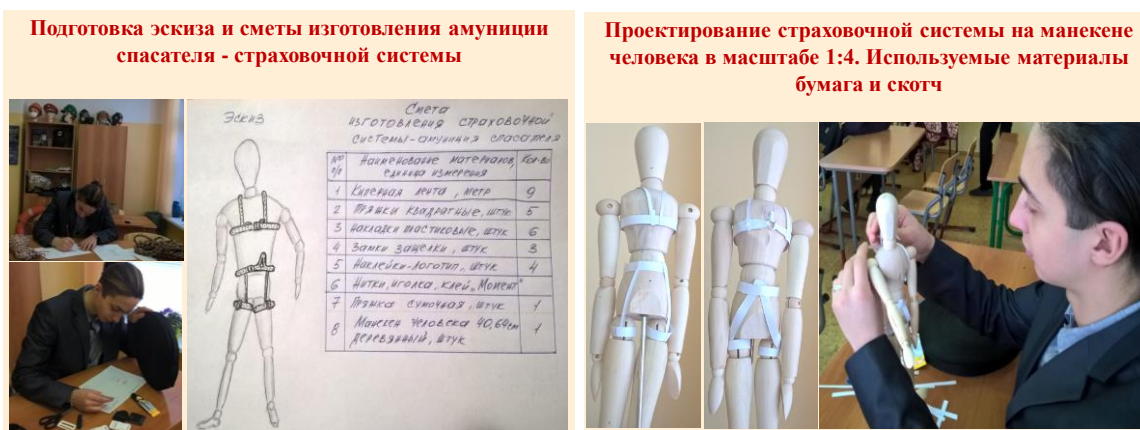 Подготовка эскиза и сметы изготовления амуниции
спасателя - страховочной системы
Эскиз
Смета
изготовления страховочной
системы-амуниция спасателя
№№ п/п Наименование материалов, единица измерения Кол-во
1 Киперная лента, метр 9
2 Пряжки квадратные, штук 5
3 Накладки пластиковые, штук 6
4 Замки защелки, штук 3
5 Наклейки-логотип, штук 4
6 Нитки, иголка, клей „Момент"
7 Пряжка сумочная, штук 1
8 Манекен человека 40,64см
деревянный, штук 1
Проектирование страховочной системы на манекене
человека в масштабе 1:4. Используемые материалы
бумага и скотч